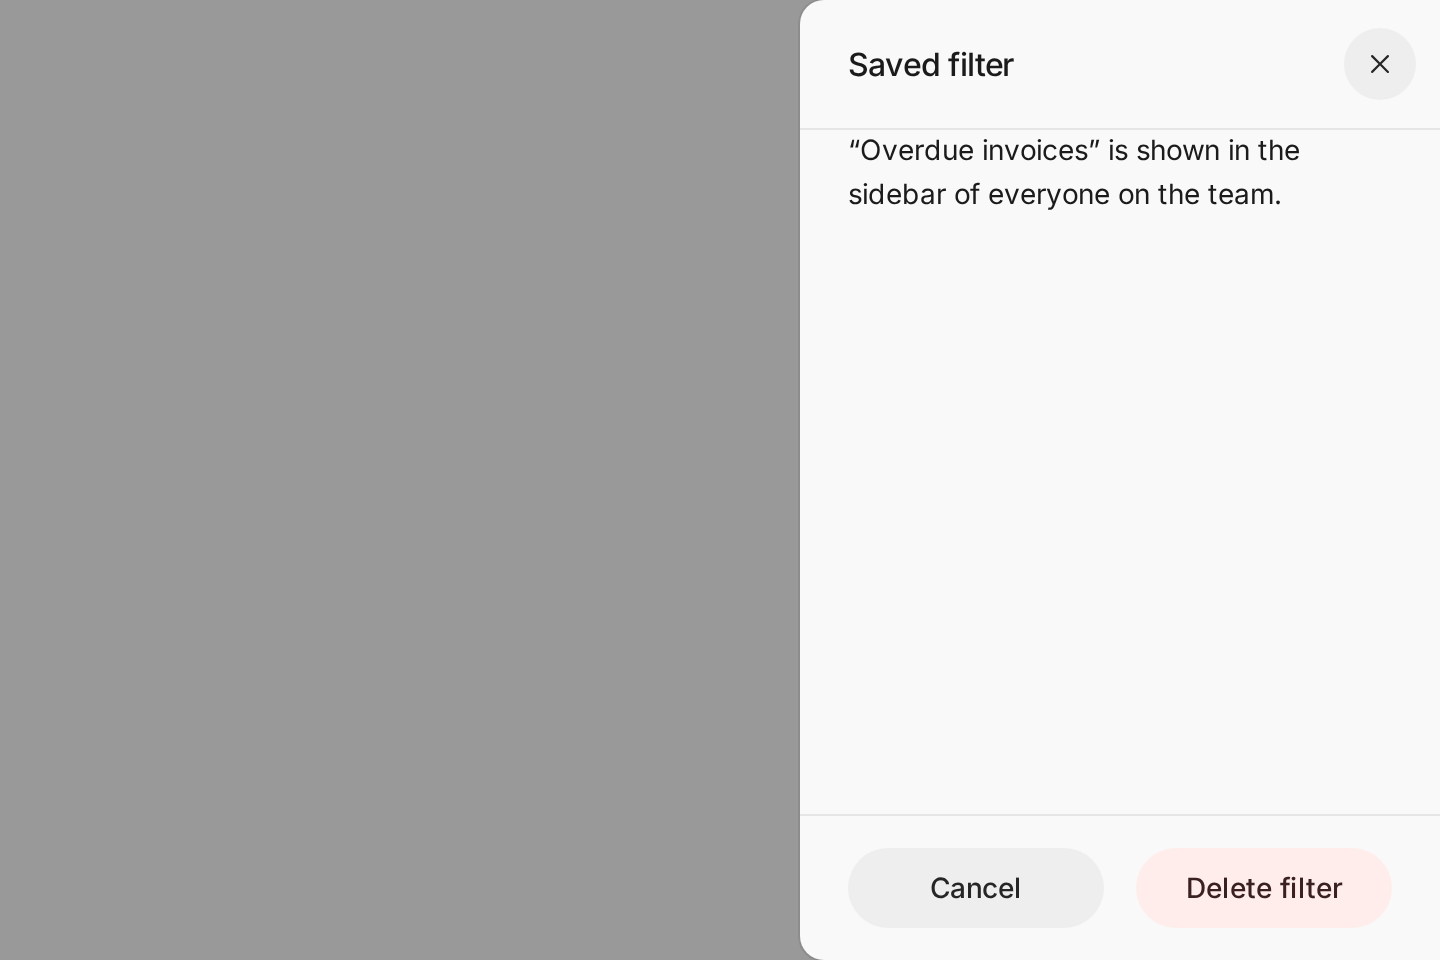 Saved filter
“Overdue invoices” is shown in the
sidebar of everyone on the team.
Cancel
Delete filter